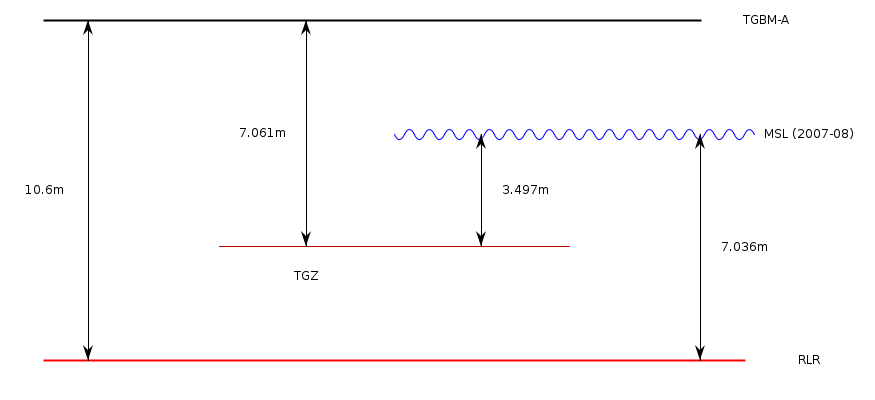 TGBM-A
7.061m
MSL (2007-08)
10.6m
3.497m
7.036m
TGZ
RLR